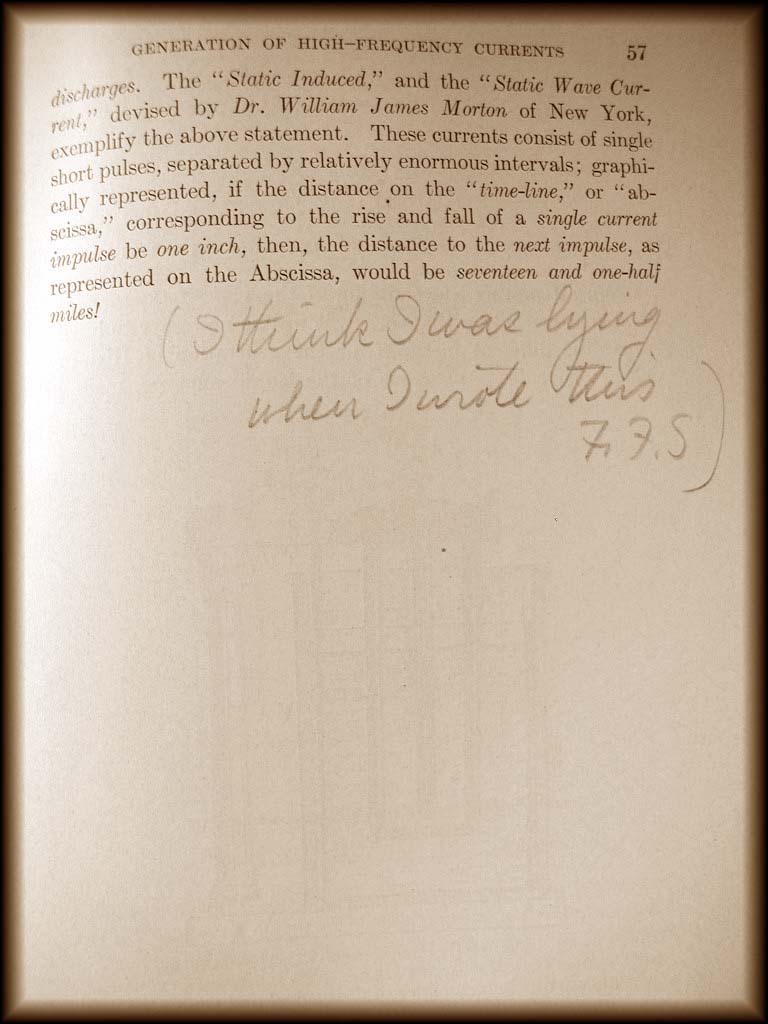 GENERATION OF HIGH-FREQUENCY CURRENTS 57
discharges. The "Static Induced," and the "Static Wave Cur-
rent," devised by Dr. William James Morton of New York,
exemplify the above statement. These currents consist of single
short pulses, separated by relatively enormous intervals; graphi-
cally represented, if the distance on the "time-line," or "ab-
scissa," corresponding to the rise and fall of a single current
impulse be one inch, then, the distance to the next impulse, as
represented on the Abscissa, would be seventeen and one-half
miles!
(I think I was lying
when I wrote this
F.F.S)